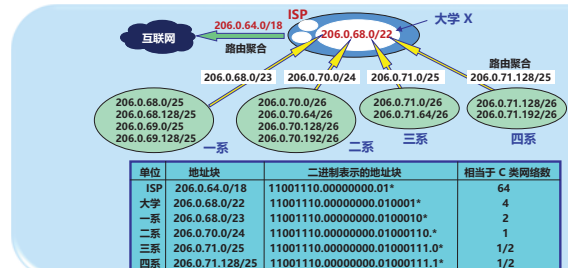 ISP
206.0.64.0/18
206.0.68.0/22
大学 X
互联网
路由聚合
路由聚合
206.0.68.0/23
206.0.70.0/24
206.0.71.0/25
206.0.71.128/25
206.0.68.0/25
206.0.68.128/25
206.0.69.0/25
206.0.69.128/25
一系
206.0.70.0/26
206.0.70.64/26
206.0.70.128/26
206.0.70.192/26
二系
206.0.71.0/26
206.0.71.64/26
三系
206.0.71.128/26
206.0.71.192/26
四系
单位 地址块 二进制表示的地址块 相当于 C 类网络数
ISP 206.0.64.0/18 11001110.00000000.01* 64
大学 206.0.68.0/22 11001110.00000000.010001* 4
一系 206.0.68.0/23 11001110.00000000.0100010* 2
二系 206.0.70.0/24 11001110.00000000.01000110.* 1
三系 206.0.71.0/25 11001110.00000000.01000111.0* 1/2
四系 206.0.71.128/25 11001110.00000000.01000111.1* 1/2